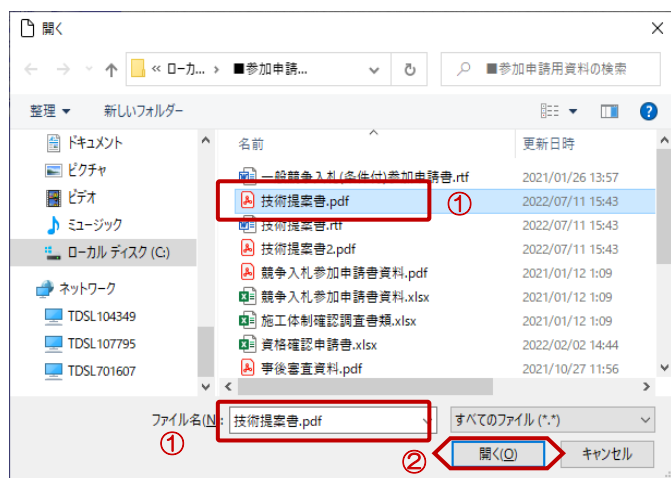 開く
« ローカ... › ■参加申請...
■参加申請用資料の検索
整理 新しいフォルダー
ドキュメント
ピクチャ
ビデオ
ミュージック
ローカル ディスク (C:)
ネットワーク
TDSL104349
TDSL107795
TDSL701607
名前 更新日時
一般競争入札(条件付)参加申請書.rtf 2021/01/26 13:57
技術提案書.pdf ① 2022/07/11 15:43
技術提案書.rtf 2022/07/11 15:43
技術提案書2.pdf 2022/07/11 15:43
競争入札参加申請書資料.pdf 2021/01/12 1:09
競争入札参加申請書資料.xlsx 2021/01/12 1:09
施工体制確認調査書類.xlsx 2021/01/12 1:09
資格確認申請書.xlsx 2022/02/02 14:44
事後審査資料.pdf 2021/10/27 11:56
ファイル名(N): 技術提案書.pdf すべてのファイル (*.*)
① ② 開く(O) キャンセル